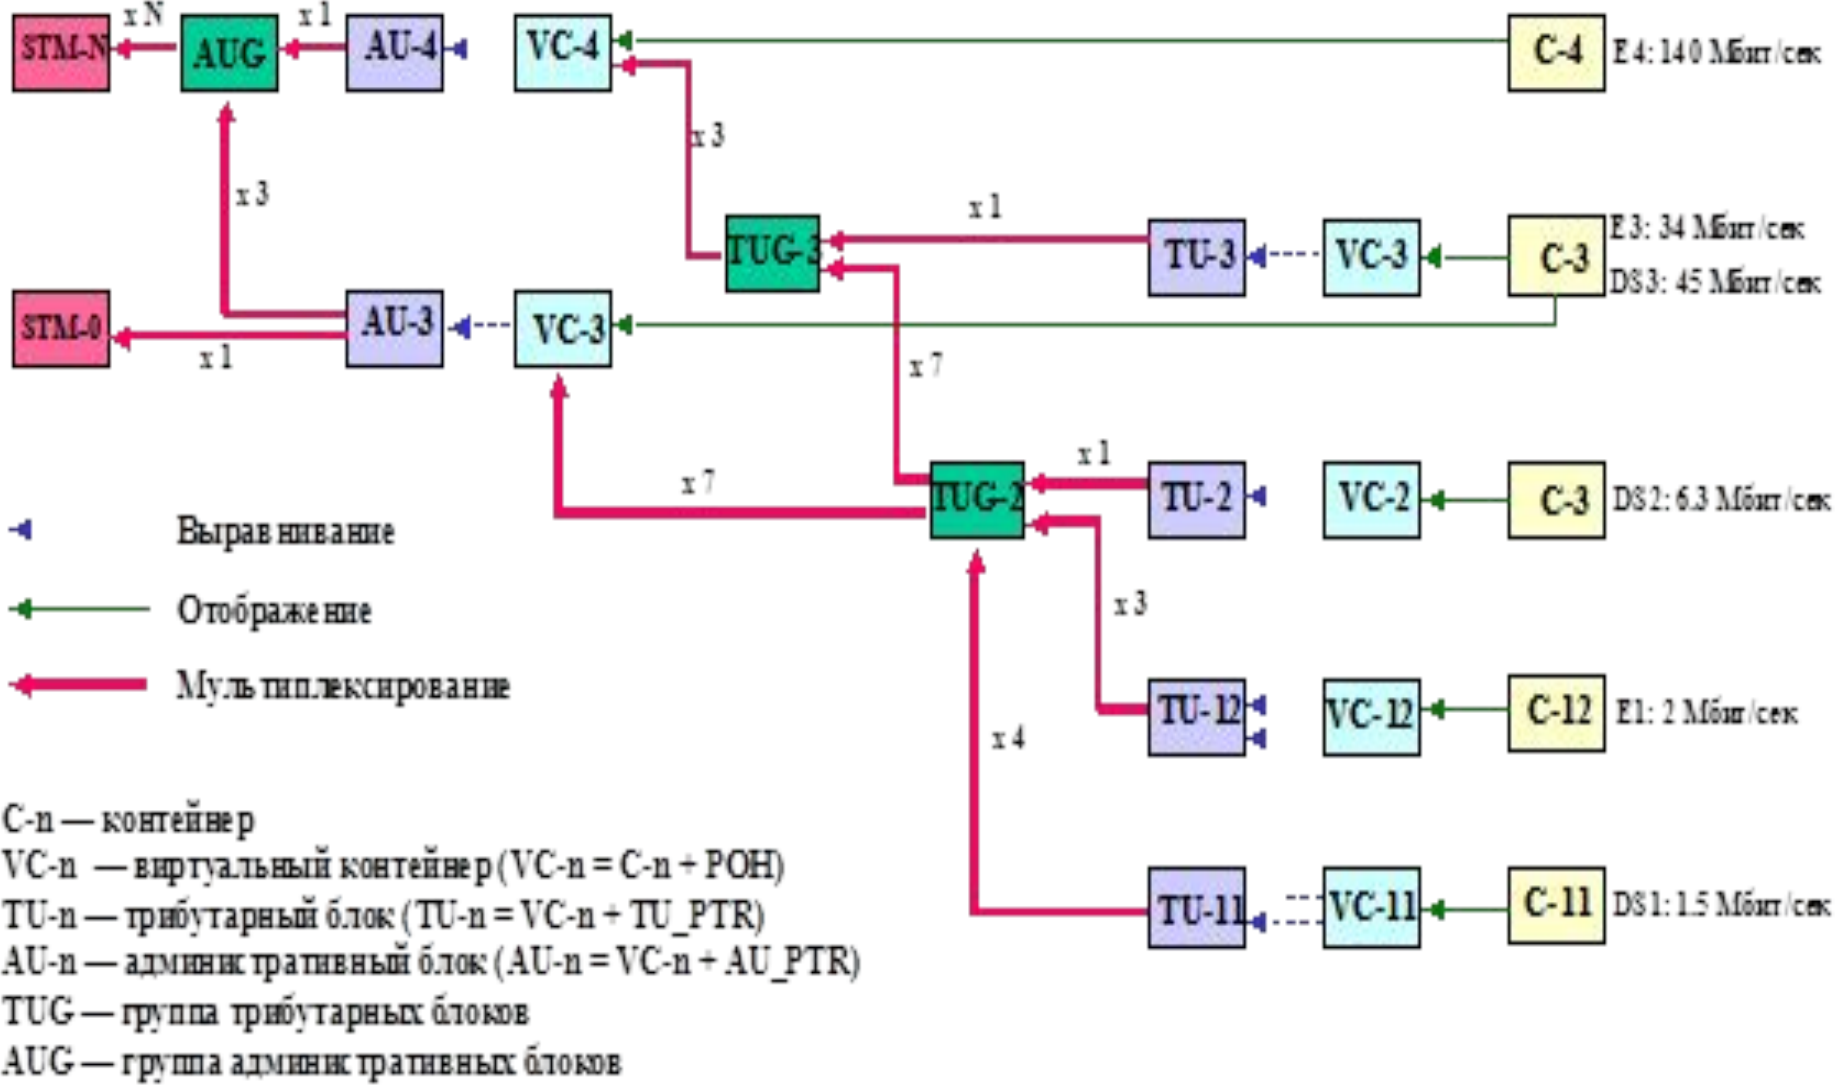 x N
x 1
STM-N
AUG
AU-4
VC-4
C-4
E4: 140 Мбит/сек
x 3
x 3
x 1
TUG-3
TU-3
VC-3
C-3
E3: 34 Мбит/сек
DS3: 45 Мбит/сек
STM-0
AU-3
VC-3
x 1
x 7
x 7
x 1
TUG-2
TU-2
VC-2
C-3
DS2: 6.3 Мбит/сек
Выравнивание
Отображение
x 3
Мультиплексирование
TU-12
VC-12
C-12
E1: 2 Мбит/сек
x 4
TU-11
VC-11
C-11
DS1: 1.5 Мбит/сек
C-n — контейнер
VC-n — виртуальный контейнер (VC-n = C-n + POH)
TU-n — трибутарный блок (TU-n = VC-n + TU_PTR)
AU-n — административный блок (AU-n = VC-n + AU_PTR)
TUG — группа трибутарных блоков
AUG — группа административных блоков